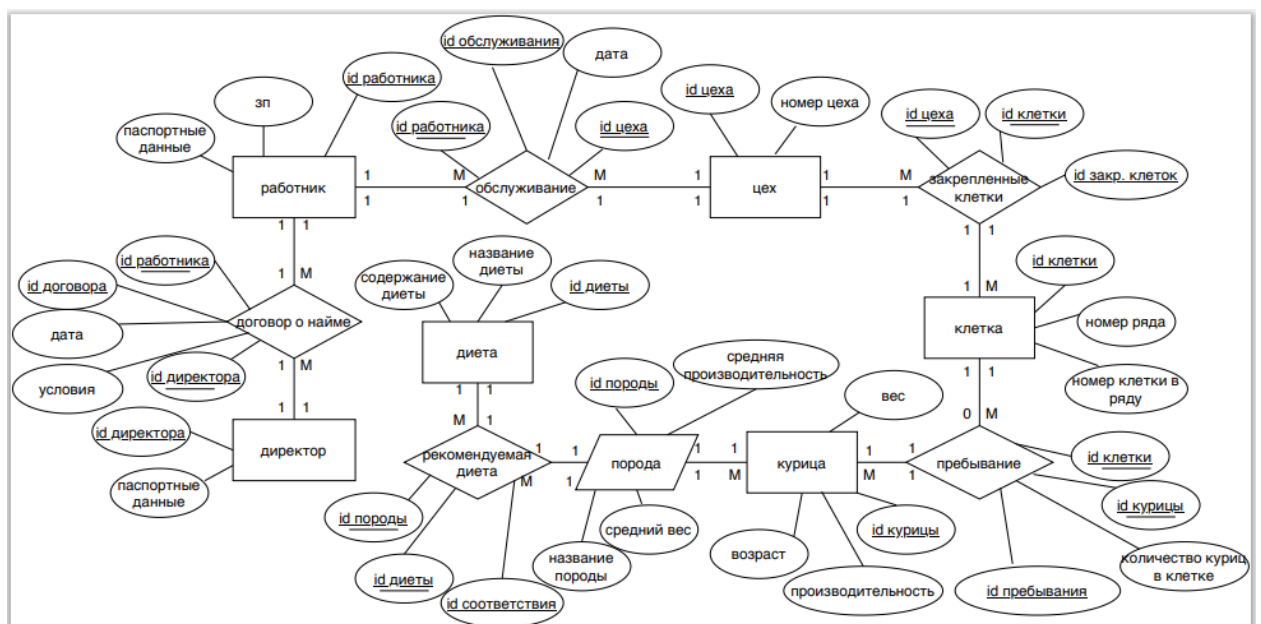 id обслуживания
дата
id работника
зп
id цеха
номер цеха
id цеха
id клетки
паспортные
данные
id работника
id цеха
1
М
М
1
1
М
работник
обслуживание
цех
закрепленные
клетки
id закр. клеток
1
1
1
1
1
1
1
1
1
1
id работника
название
диеты
id клетки
содержание
диеты
id диеты
id договора
1
М
1
М
дата
договор о найме
клетка
номер ряда
диета
средняя
производительность
условия
id директора
1
М
id породы
номер клетки в
ряду
1
1
1
1
вес
1
1
0
М
id директора
М
1
директор
1
1
1
1
1
рекомендуемая
диета
порода
курица
пребывание
id клетки
М
1
1
М
М
1
паспортные
данные
id курицы
id породы
средний вес
id курицы
возраст
количество куриц
в клетке
название
породы
id диеты
производительность
id пребывания
id соответствия